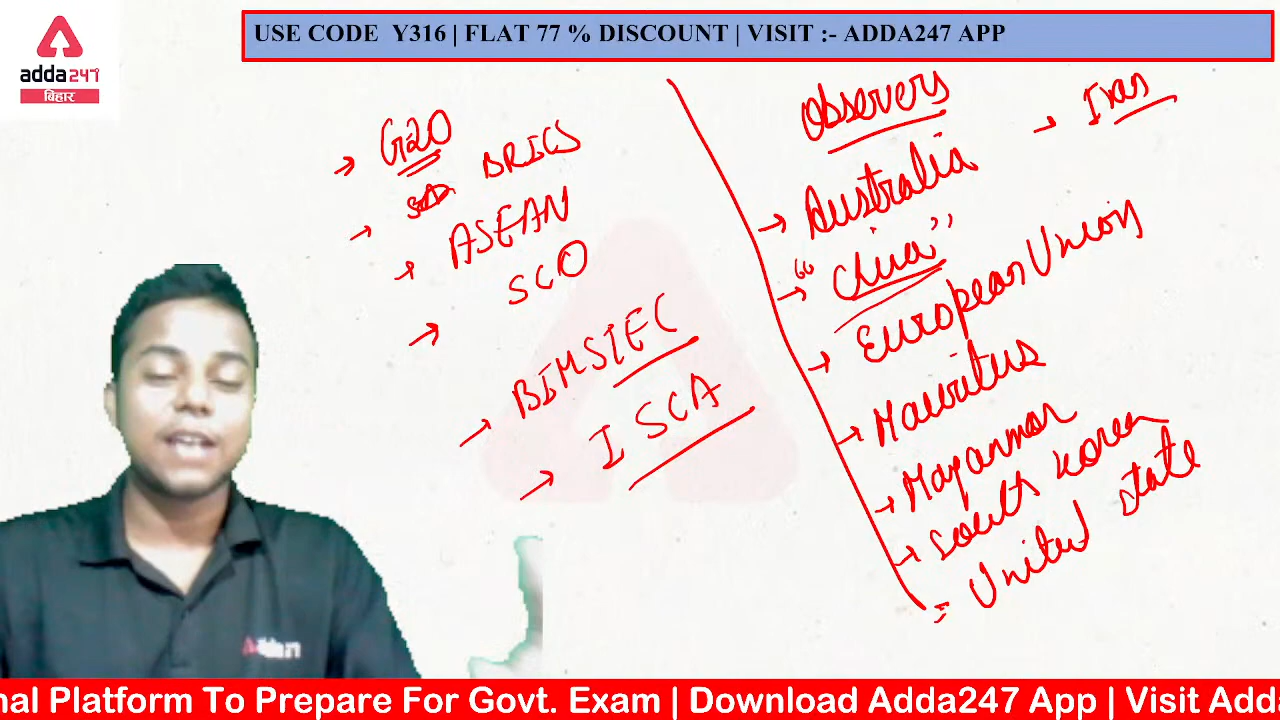 USE CODE Y316 | FLAT 77 % DISCOUNT | VISIT :- ADDA247 APP
adda247
बिहार
→ G20
BRICS
→ ASEAN
→ SCO
→ BIMSTEC
→ ISCA
Observers
→ Iran
→ Australia
→ "China"
→ European Union
→ Mauritus
→ Mayanmar
→ South Korea
= United State
nal Platform To Prepare For Govt. Exam | Download Adda247 App | Visit Adda